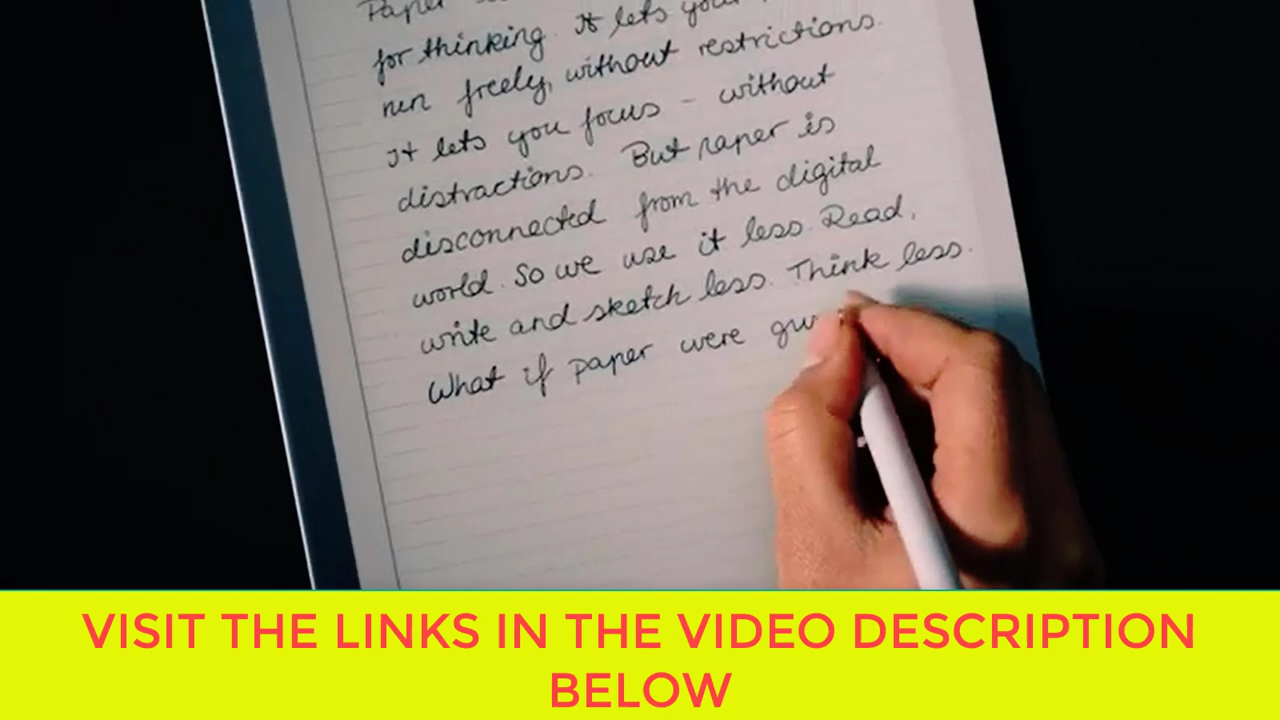 Paper
for thinking. It lets your
run freely, without restrictions.
It lets you focus - without
distractions. But paper is
disconnected from the digital
world. So we use it less. Read,
write and sketch less. Think less.
What if paper were
VISIT THE LINKS IN THE VIDEO DESCRIPTION
BELOW